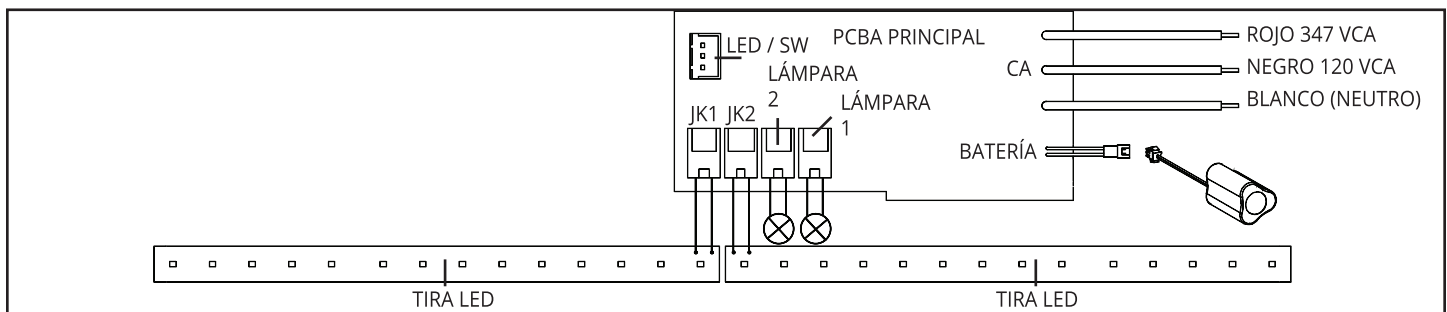 LED / SW
PCBA PRINCIPAL
ROJO 347 VCA
CA
NEGRO 120 VCA
LÁMPARA
2
LÁMPARA
1
BLANCO (NEUTRO)
JK1
JK2
BATERÍA
TIRA LED
TIRA LED